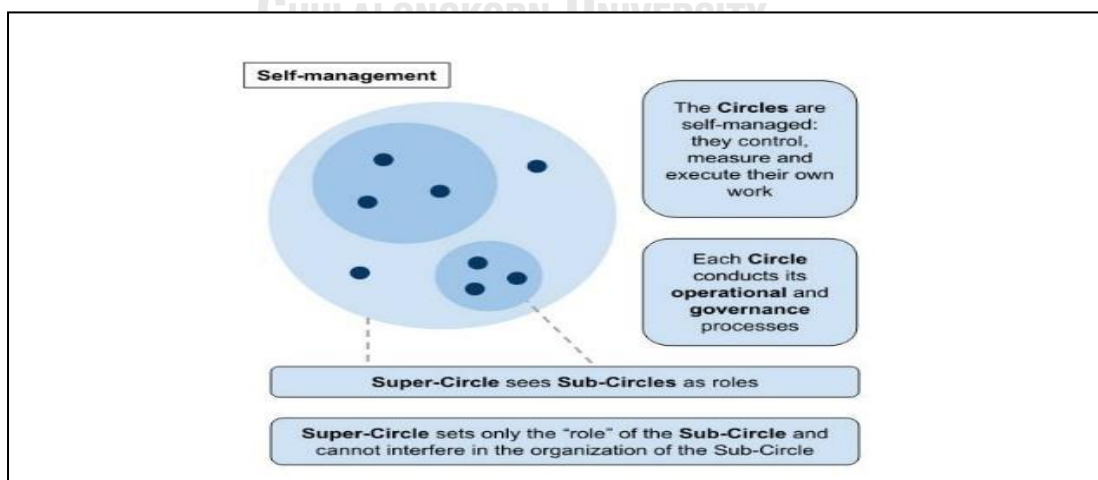 CHULALONGKORN UNIVERSITY
Self-management
The Circles are
self-managed:
they control,
measure and
execute their own
work
Each Circle
conducts its
operational and
governance
processes
Super-Circle sees Sub-Circles as roles
Super-Circle sets only the "role" of the Sub-Circle and
cannot interfere in the organization of the Sub-Circle